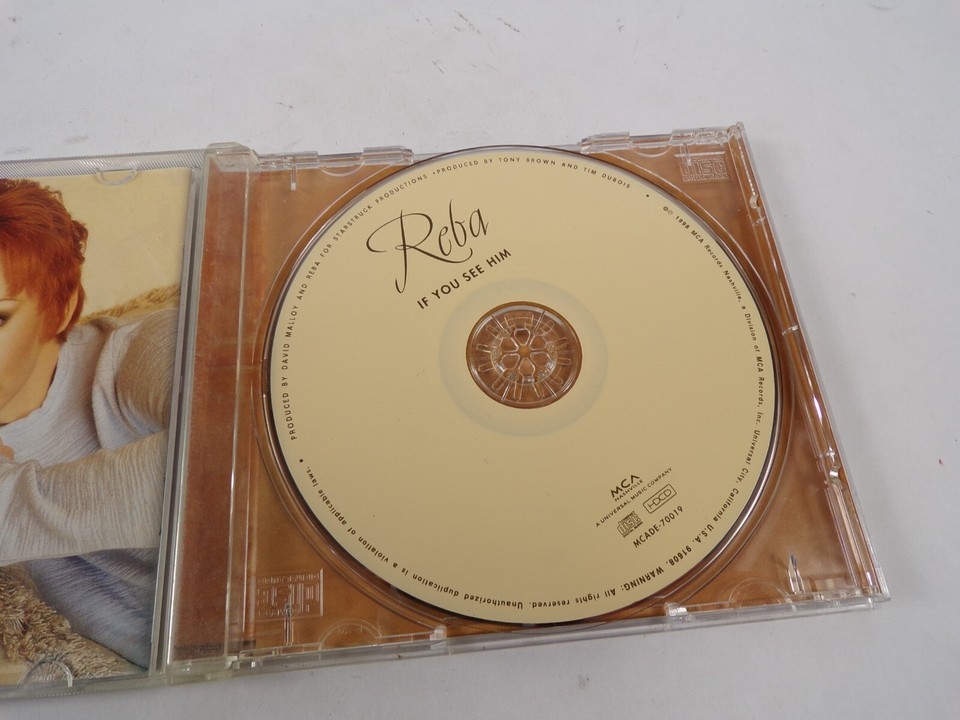 PRODUCED BY DAVID MALLOY AND REBA FOR STARSTRUCK PRODUCTIONS • PRODUCED BY TONY BROWN AND TIM DUBOIS
Reba
IF YOU SEE HIM
MCA
NASHVILLE
A UNIVERSAL MUSIC COMPANY
COMPACT disc HDCD
MCADE-70019
• ℗© 1998 MCA Records Nashville, a Division of MCA Records, Inc. Universal City, California U.S.A. 91608. WARNING: All rights reserved. Unauthorized duplication is a violation of applicable laws. •